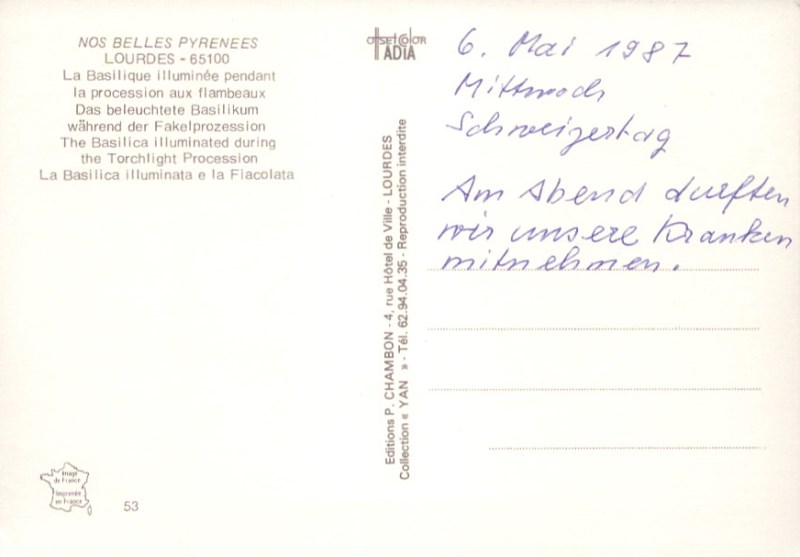 NOS BELLES PYRENEES
LOURDES - 65100
La Basilique illuminée pendant
la procession aux flambeaux
Das beleuchtete Basilikum
während der Fakelprozession
The Basilica illuminated during
the Torchlight Procession
La Basilica illuminata e la Fiacolata
Image
de France
Imprimée
en France
53
offset color
IADIA
Editions P. CHAMBON - 4, rue Hôtel de Ville - LOURDES
Collection « YAN » - Tél. 62.94.04.35 - Reproduction interdite
6. Mai 1987
Mittwoch
Schweizertag
Am Abend durften
wir unsere Kranken
mitnehmen.